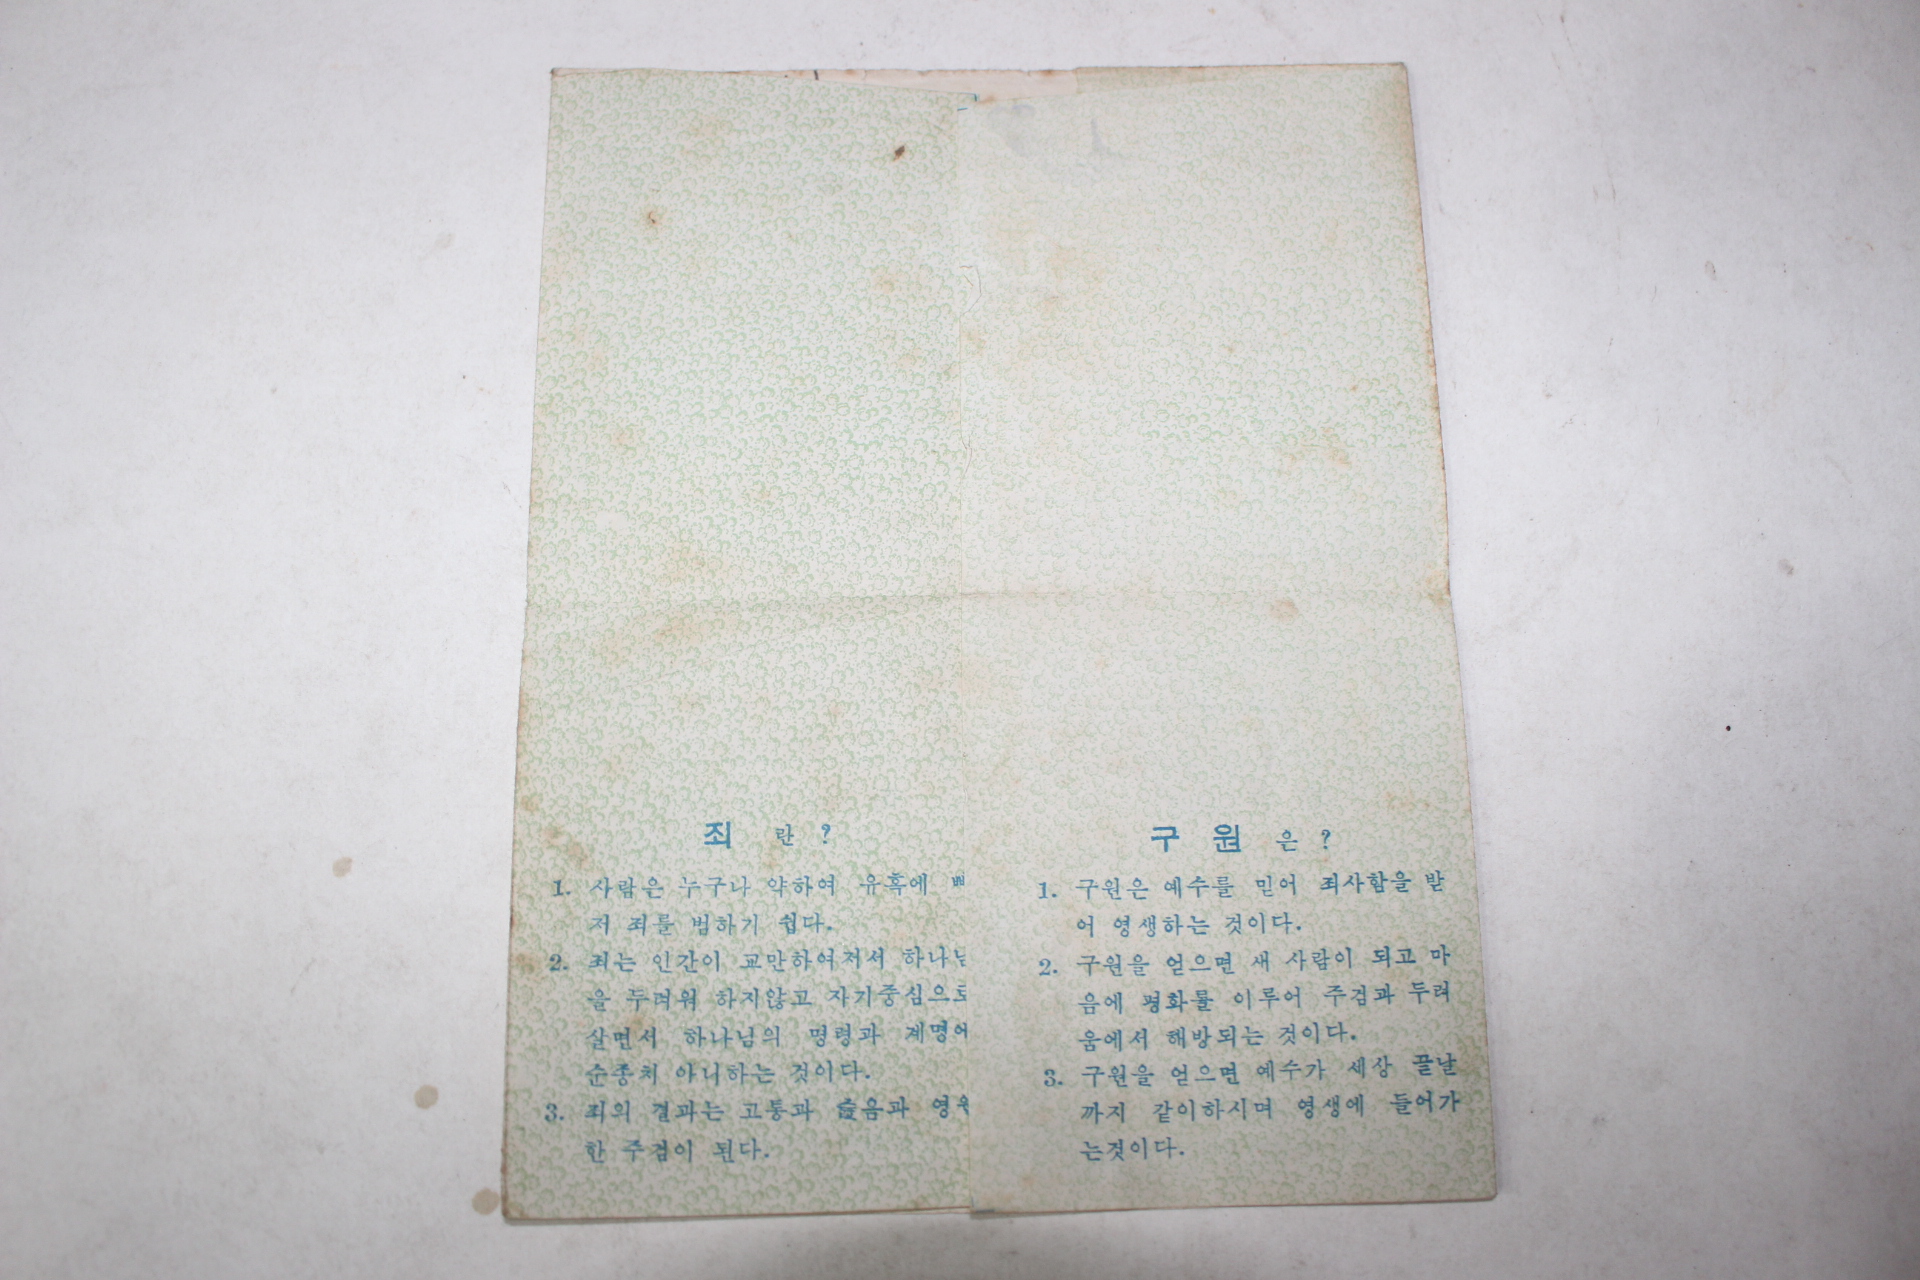 죄 란 ?
1. 사람은 누구나 약하여 유혹에
저 죄를 범하기 쉽다.
2. 죄는 인간이 교만하여저서 하나님
을 두려워 하지않고 자기중심으로
살면서 하나님의 명령과 계명에
순종치 아니하는 것이다.
3. 죄의 결과는 고통과 영원
한 주검이 된다.
구 원 은 ?
1. 구원은 예수를 믿어 죄사함을 받
어 영생하는 것이다.
2. 구원을 얻으면 새 사람이 되고 마
음에 평화를 이루어 주검과 두려
움에서 해방되는 것이다.
3. 구원을 얻으면 예수가 세상 끝날
까지 같이하시며 영생에 들어가
는것이다.